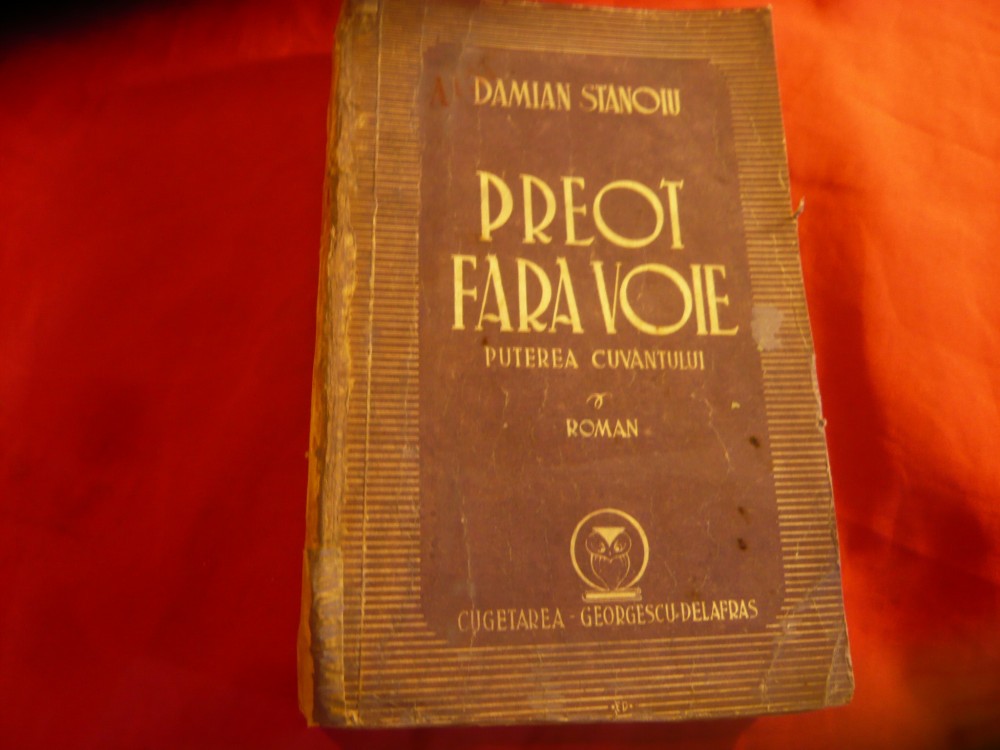 DAMIAN STANOIU
PREOT
FARA VOIE
PUTEREA CUVANTULUI
ROMAN
CUGETAREA - GEORGESCU-DELAFRAS